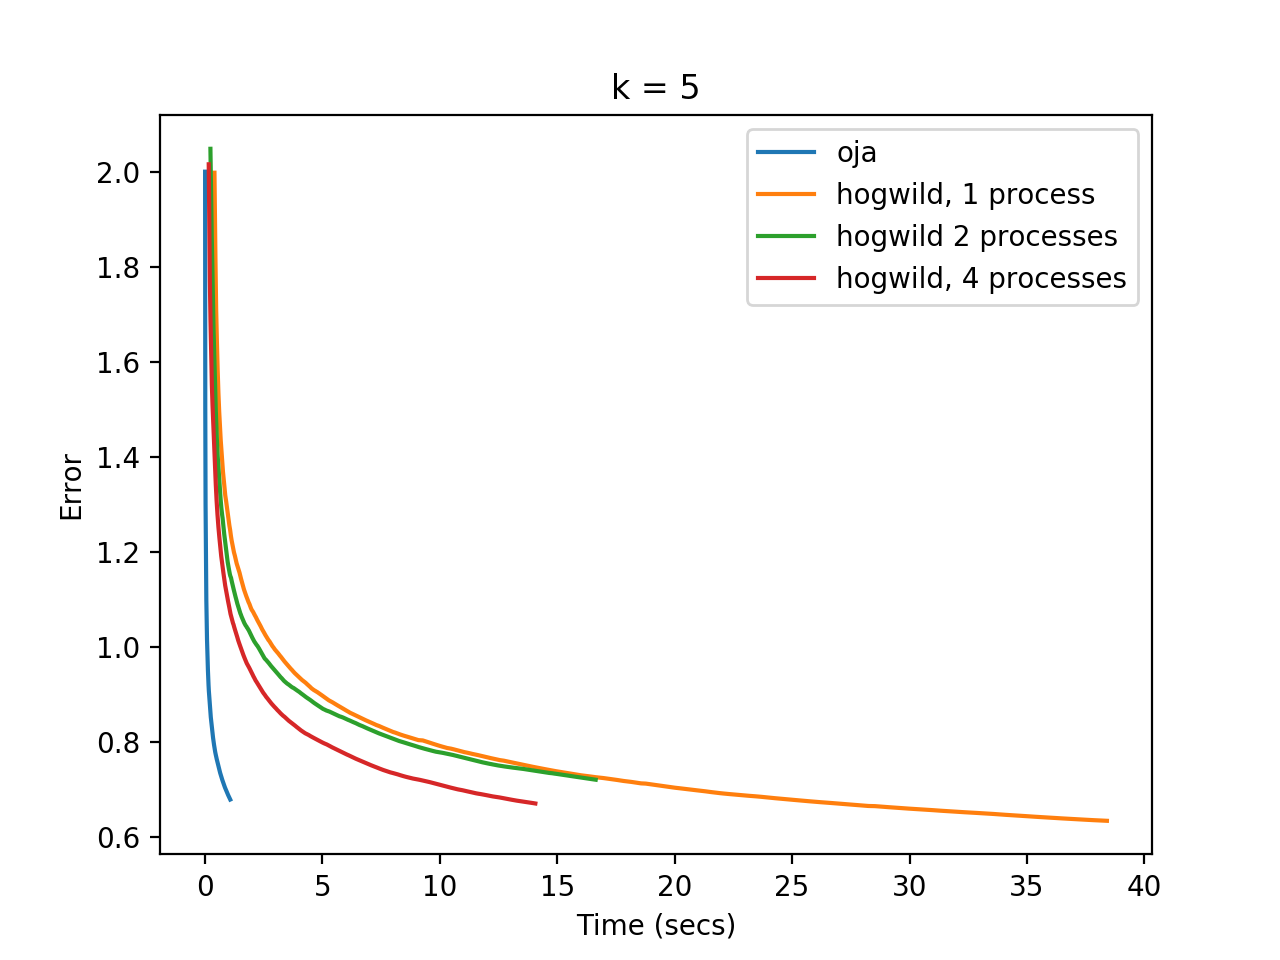 k = 5
oja
hogwild, 1 process
hogwild 2 processes
hogwild, 4 processes
Error
2.0
1.8
1.6
1.4
1.2
1.0
0.8
0.6
0 5 10 15 20 25 30 35 40
Time (secs)